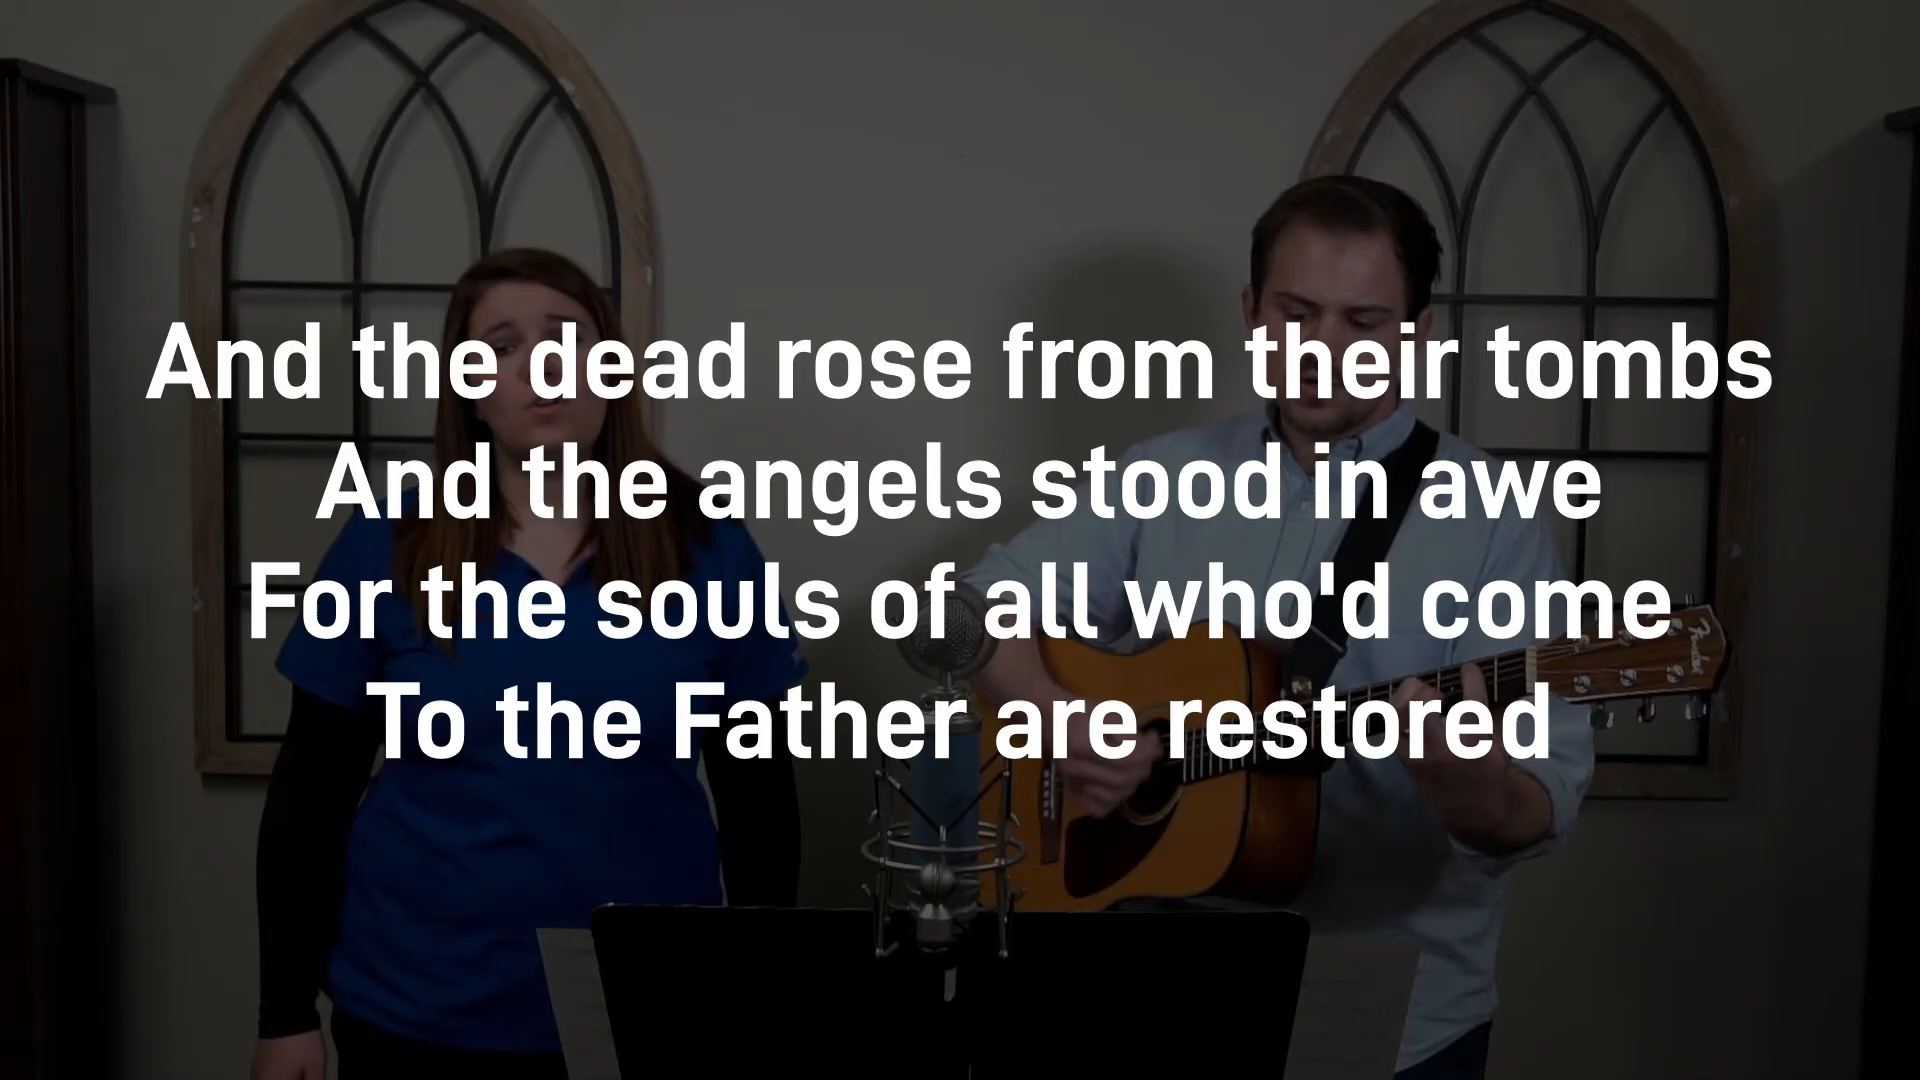 And the dead rose from their tombs
And the angels stood in awe
For the souls of all who'd come
To the Father are restored
Fender